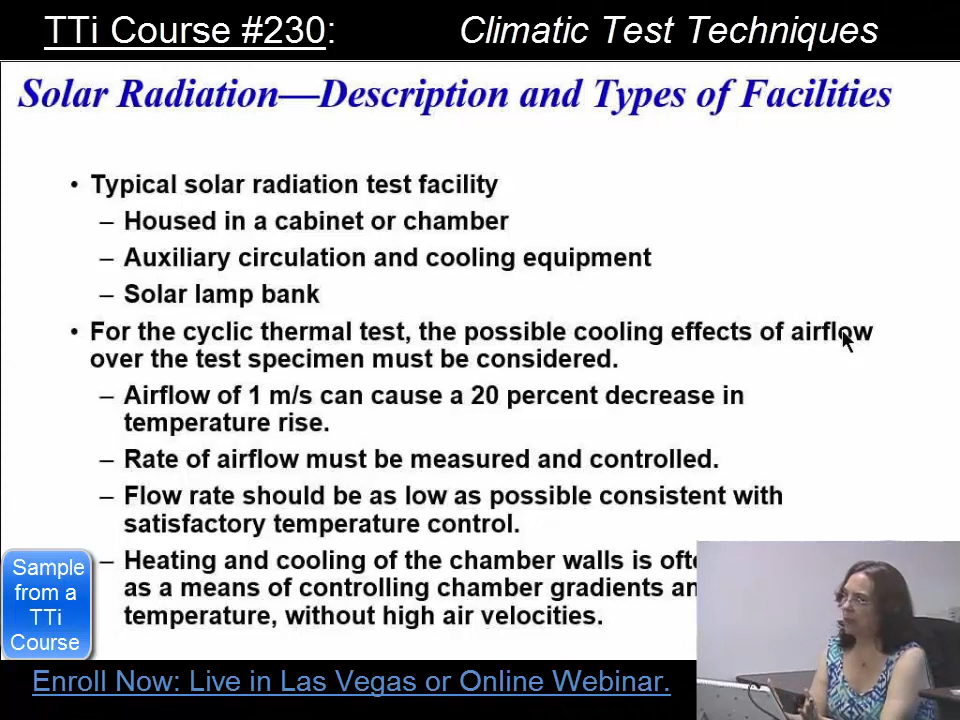 TTi Course #230: Climatic Test Techniques
Solar Radiation—Description and Types of Facilities
• Typical solar radiation test facility
– Housed in a cabinet or chamber
– Auxiliary circulation and cooling equipment
– Solar lamp bank
• For the cyclic thermal test, the possible cooling effects of airflow
over the test specimen must be considered.
– Airflow of 1 m/s can cause a 20 percent decrease in
temperature rise.
– Rate of airflow must be measured and controlled.
– Flow rate should be as low as possible consistent with
satisfactory temperature control.
– Heating and cooling of the chamber walls is
as a means of controlling chamber gradients
temperature, without high air velocities.
Sample
from a
TTi
Course
Enroll Now: Live in Las Vegas or Online Webinar.